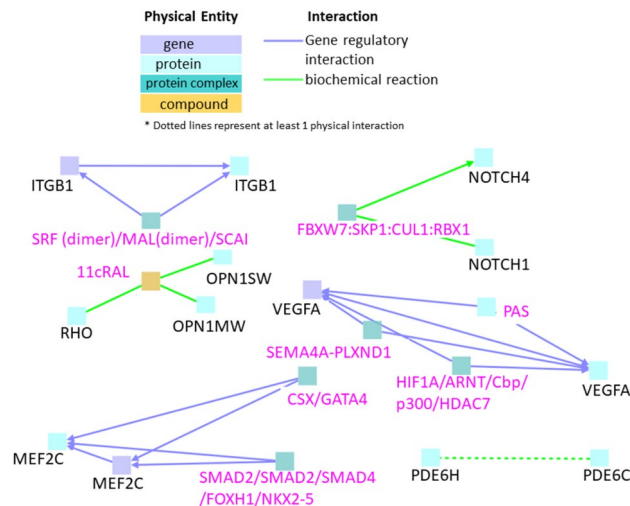 Physical Entity
Interaction
gene
protein
protein complex
compound
Gene regulatory
interaction
biochemical reaction
* Dotted lines represent at least 1 physical interaction
ITGB1
ITGB1
SRF (dimer)/MAL(dimer)/SCAI
NOTCH4
FBXW7:SKP1:CUL1:RBX1
NOTCH1
11cRAL
OPN1SW
RHO
OPN1MW
VEGFA
PAS
SEMA4A-PLXND1
HIF1A/ARNT/Cbp/
p300/HDAC7
VEGFA
CSX/GATA4
MEF2C
MEF2C
SMAD2/SMAD2/SMAD4
/FOXH1/NKX2-5
PDE6H
PDE6C